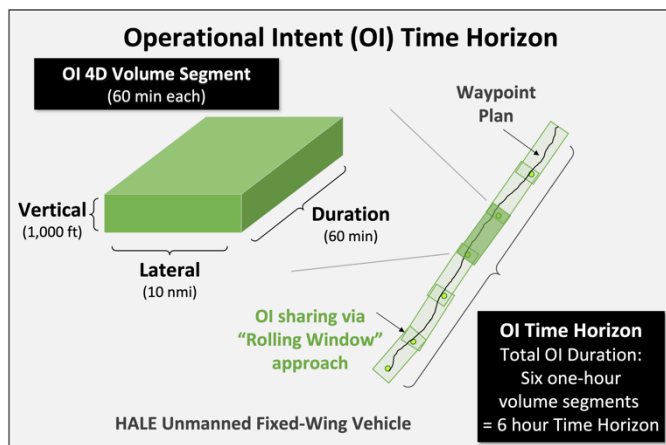 Operational Intent (OI) Time Horizon
OI 4D Volume Segment
(60 min each)
Waypoint
Plan
Vertical
(1,000 ft)
Duration
(60 min)
Lateral
(10 nmi)
OI sharing via
“Rolling Window”
approach
OI Time Horizon
Total OI Duration:
Six one-hour
volume segments
= 6 hour Time Horizon
HALE Unmanned Fixed-Wing Vehicle